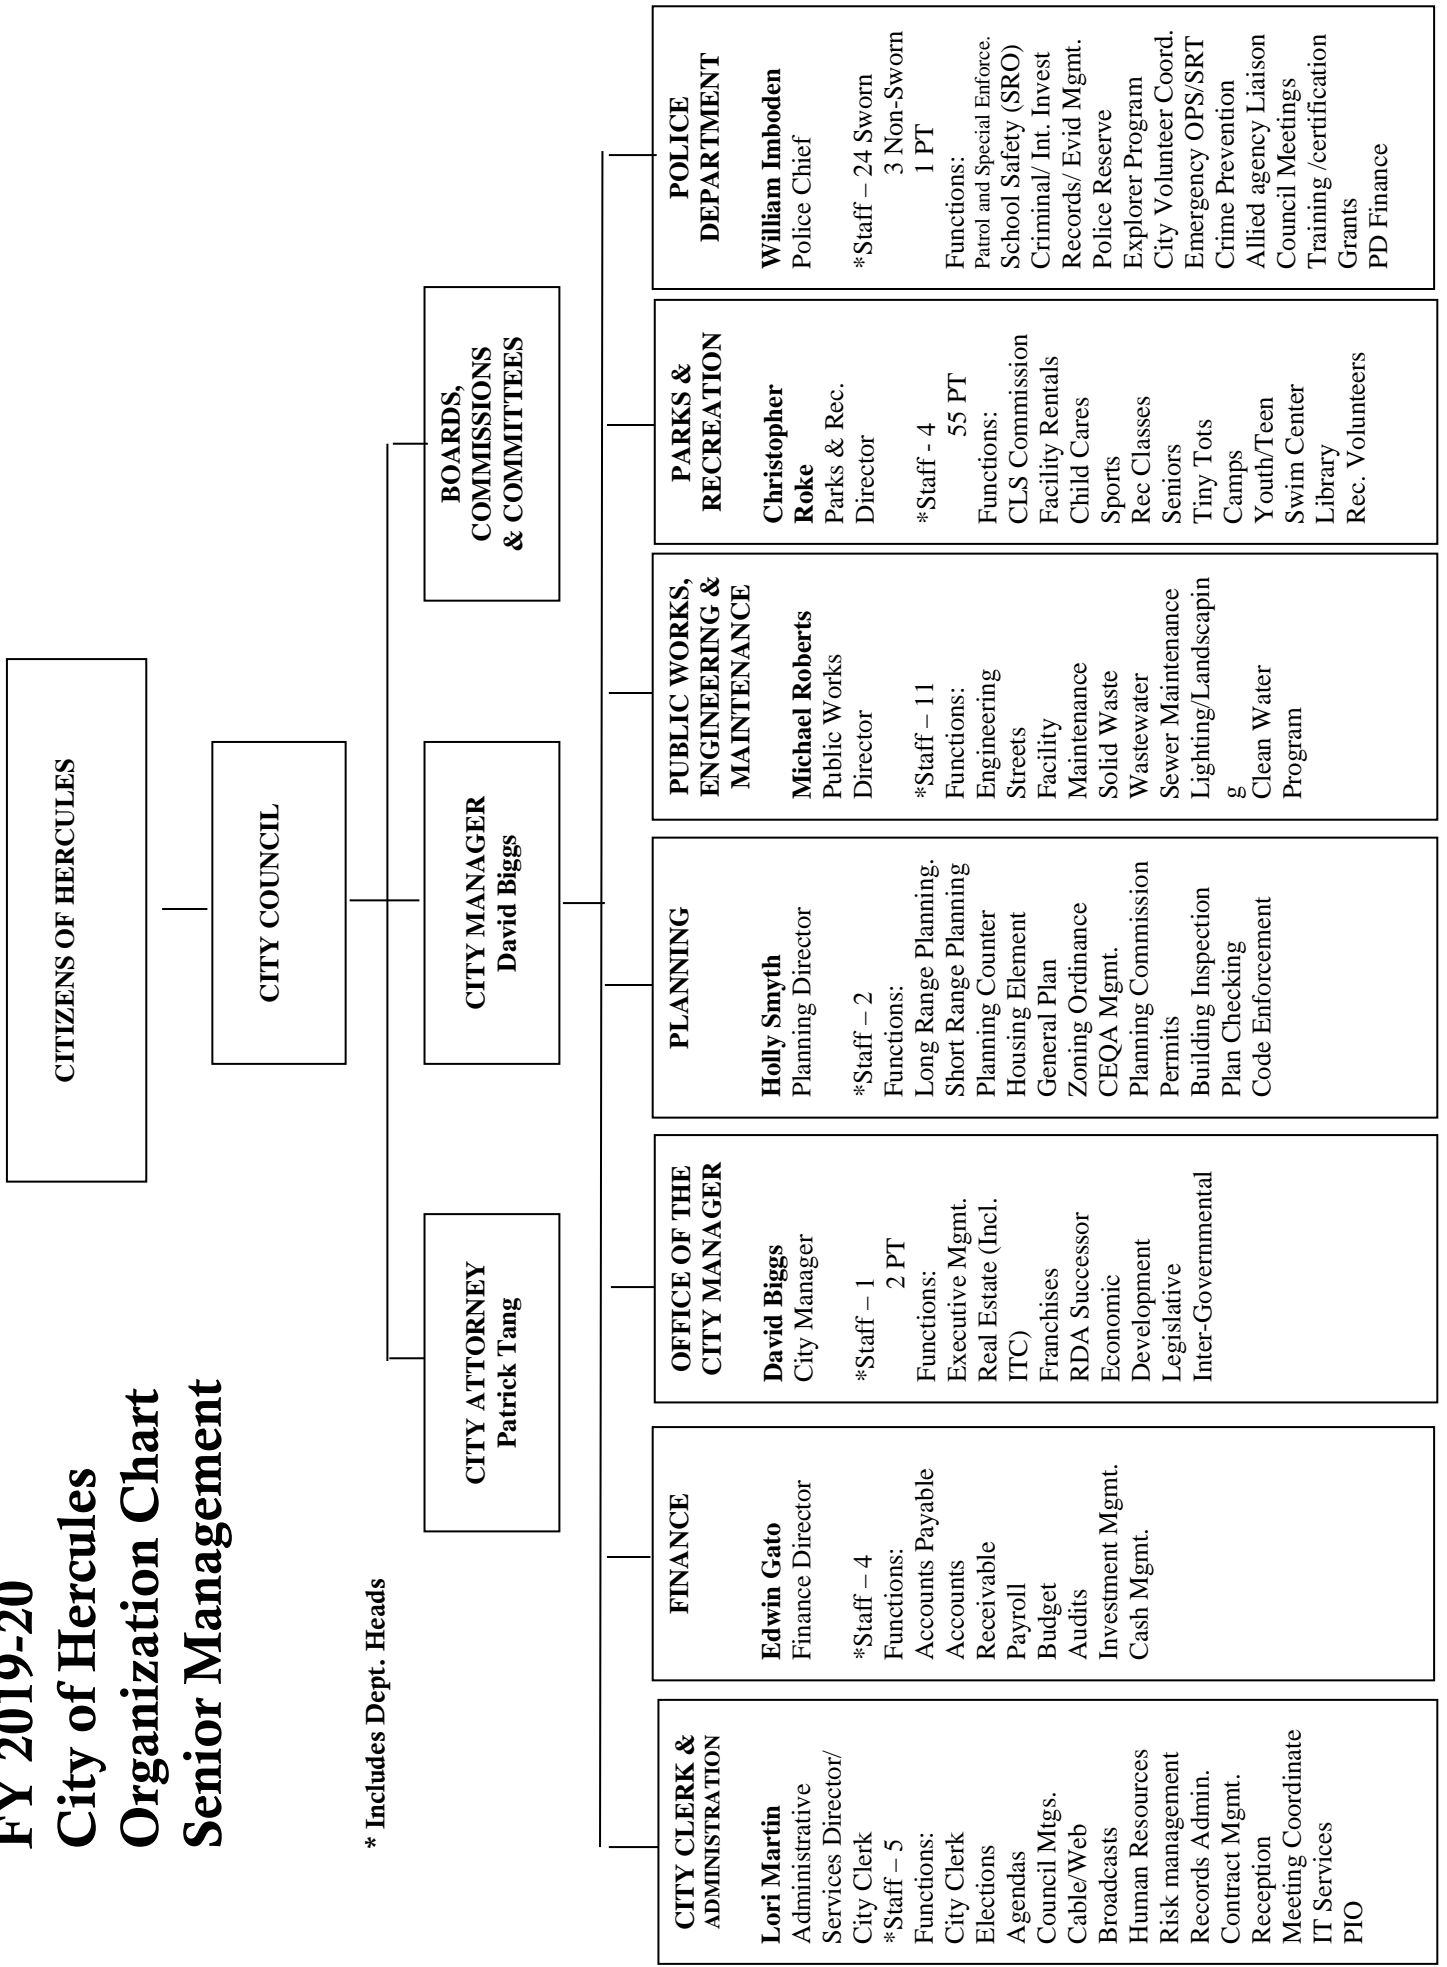 FY 2019-20
City of Hercules
Organization Chart
Senior Management
* Includes Dept. Heads
CITIZENS OF HERCULES
CITY COUNCIL
CITY ATTORNEY
Patrick Tang
CITY MANAGER
David Biggs
BOARDS,
COMMISSIONS
& COMMITTEES
CITY CLERK &
ADMINISTRATION
Lori Martin
Administrative
Services Director/
City Clerk
*Staff – 5
Functions:
City Clerk
Elections
Agendas
Council Mtgs.
Cable/Web
Broadcasts
Human Resources
Risk management
Records Admin.
Contract Mgmt.
Reception
Meeting Coordinate
IT Services
PIO
FINANCE
Edwin Gato
Finance Director
*Staff – 4
Functions:
Accounts Payable
Accounts
Receivable
Payroll
Budget
Audits
Investment Mgmt.
Cash Mgmt.
OFFICE OF THE
CITY MANAGER
David Biggs
City Manager
*Staff – 1
2 PT
Functions:
Executive Mgmt.
Real Estate (Incl.
ITC)
Franchises
RDA Successor
Economic
Development
Legislative
Inter-Governmental
PLANNING
Holly Smyth
Planning Director
*Staff – 2
Functions:
Long Range Planning.
Short Range Planning
Planning Counter
Housing Element
General Plan
Zoning Ordinance
CEQA Mgmt.
Planning Commission
Permits
Building Inspection
Plan Checking
Code Enforcement
PUBLIC WORKS,
ENGINEERING &
MAINTENANCE
Michael Roberts
Public Works
Director
*Staff – 11
Functions:
Engineering
Streets
Facility
Maintenance
Solid Waste
Wastewater
Sewer Maintenance
Lighting/Landscapin
g
Clean Water
Program
PARKS &
RECREATION
Christopher
Roke
Parks & Rec.
Director
*Staff - 4
55 PT
Functions:
CLS Commission
Facility Rentals
Child Cares
Sports
Rec Classes
Seniors
Tiny Tots
Camps
Youth/Teen
Swim Center
Library
Rec. Volunteers
POLICE
DEPARTMENT
William Imboden
Police Chief
*Staff – 24 Sworn
3 Non-Sworn
1 PT
Functions:
Patrol and Special Enforce.
School Safety (SRO)
Criminal/ Int. Invest
Records/ Evid Mgmt.
Police Reserve
Explorer Program
City Volunteer Coord.
Emergency OPS/SRT
Crime Prevention
Allied agency Liaison
Council Meetings
Training /certification
Grants
PD Finance